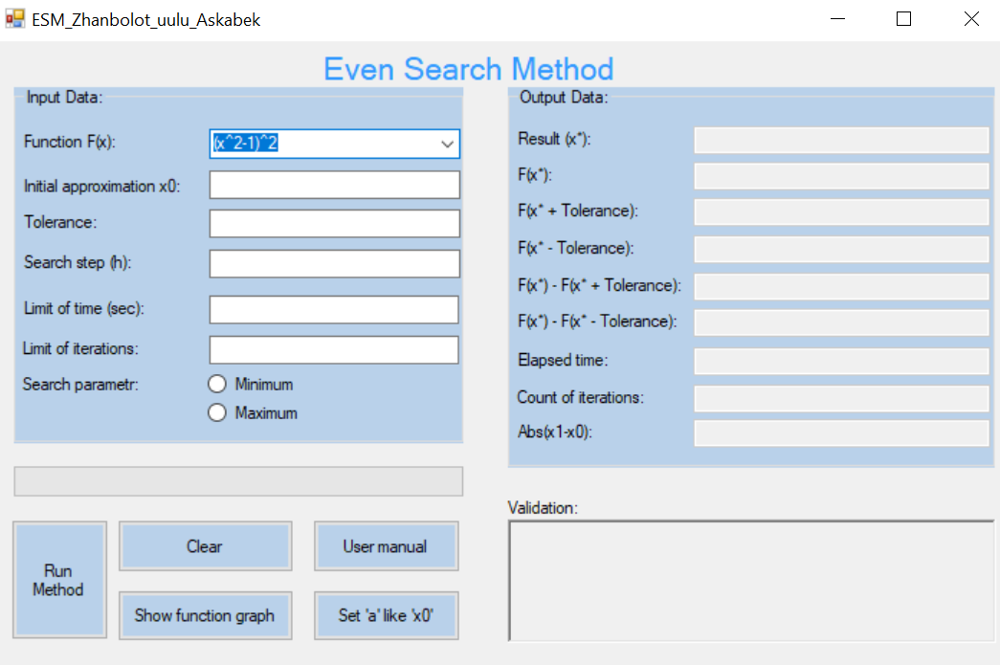 ESM_Zhanbolot_uulu_Askabek
Even Search Method
Input Data:
Function F(x):
(x^2-1)^2
Initial approximation x0:
Tolerance:
Search step (h):
Limit of time (sec):
Limit of iterations:
Search parametr:
Minimum
Maximum
Run
Method
Clear
User manual
Show function graph
Set 'a' like 'x0'
Output Data:
Result (x*):
F(x*):
F(x* + Tolerance):
F(x* - Tolerance):
F(x*) - F(x* + Tolerance):
F(x*) - F(x* - Tolerance):
Elapsed time:
Count of iterations:
Abs(x1-x0):
Validation: